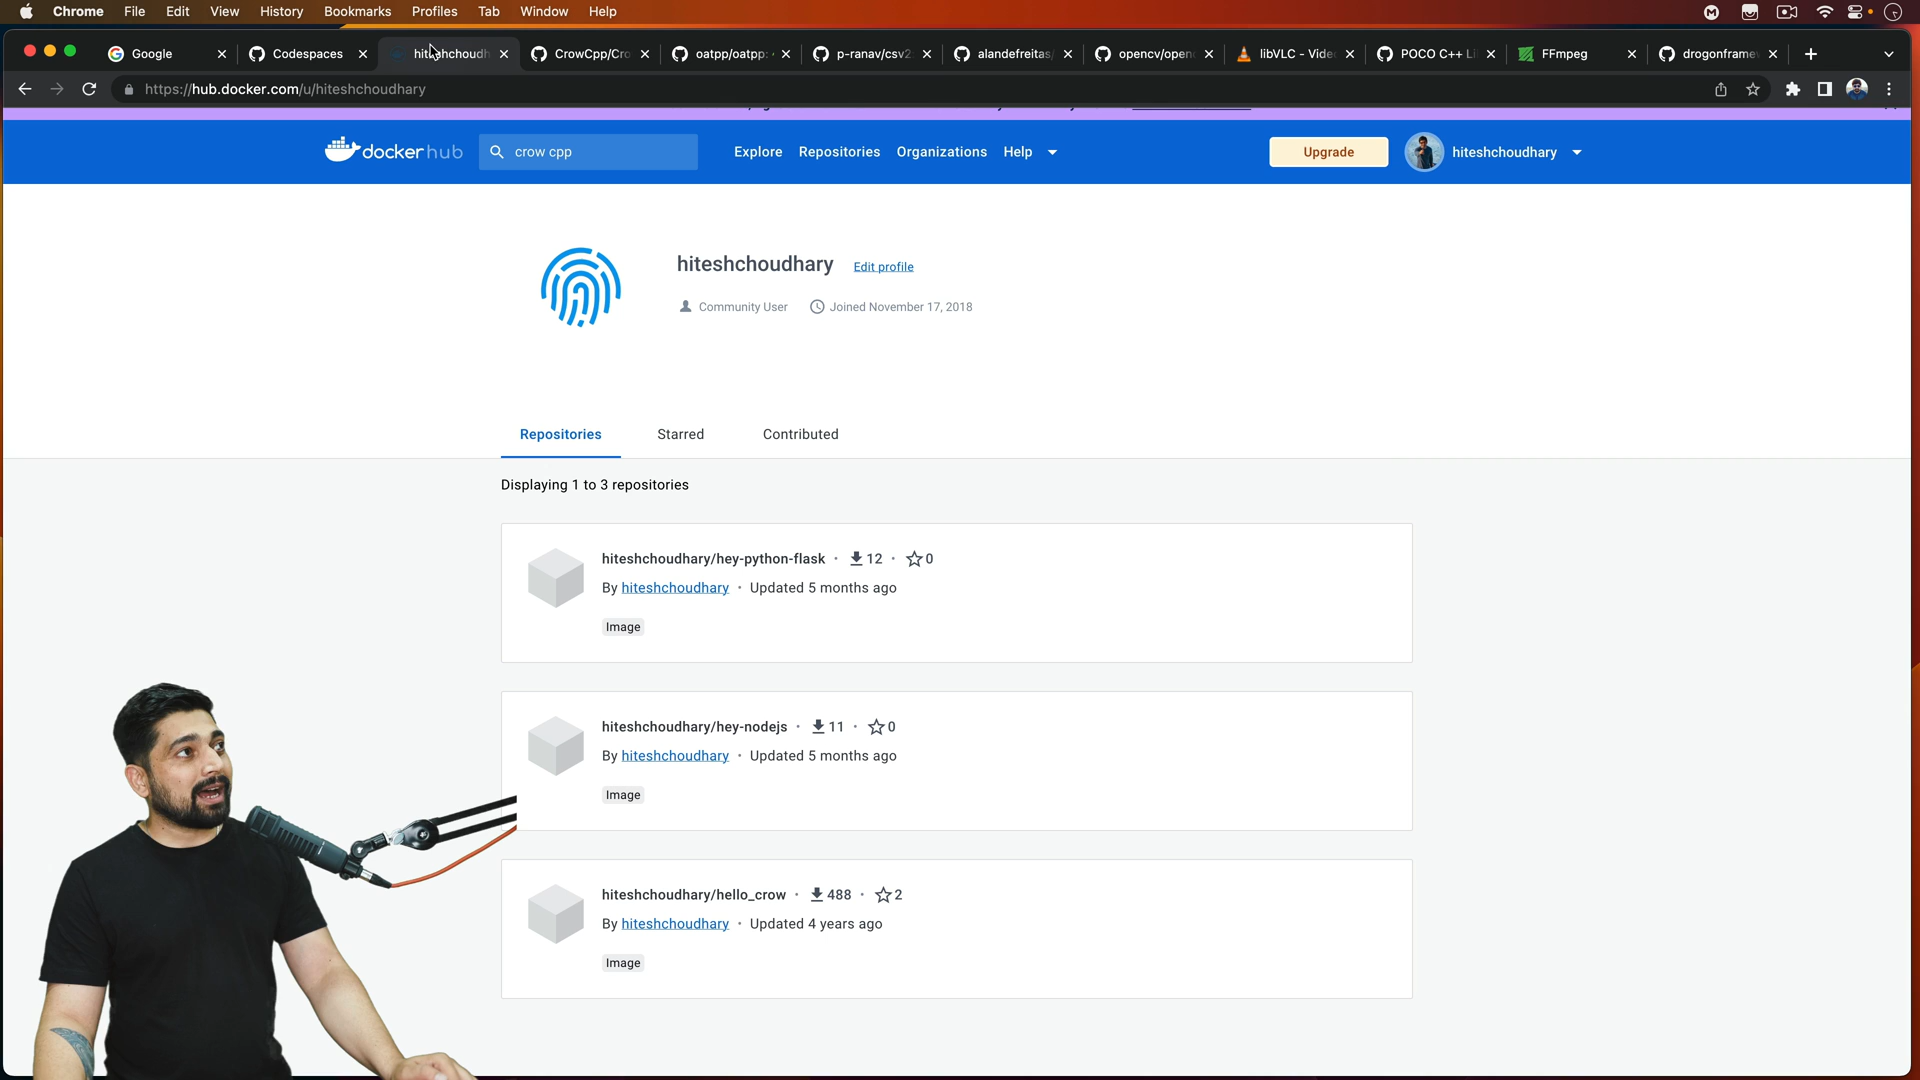 Chrome File Edit View History Bookmarks Profiles Tab Window Help
Google Codespaces hiteshchoudh CrowCpp/Cro oatpp/oatpp: p-ranav/csv2 alandefreitas/ opencv/open libVLC - Vide POCO C++ Li FFmpeg drogonframe
https://hub.docker.com/u/hiteshchoudhary
dockerhub crow cpp Explore Repositories Organizations Help Upgrade hiteshchoudhary
hiteshchoudhary Edit profile
Community User Joined November 17, 2018
Repositories Starred Contributed
Displaying 1 to 3 repositories
hiteshchoudhary/hey-python-flask · 12 · 0
By hiteshchoudhary · Updated 5 months ago
Image
hiteshchoudhary/hey-nodejs · 11 · 0
By hiteshchoudhary · Updated 5 months ago
Image
hiteshchoudhary/hello_crow · 488 · 2
By hiteshchoudhary · Updated 4 years ago
Image